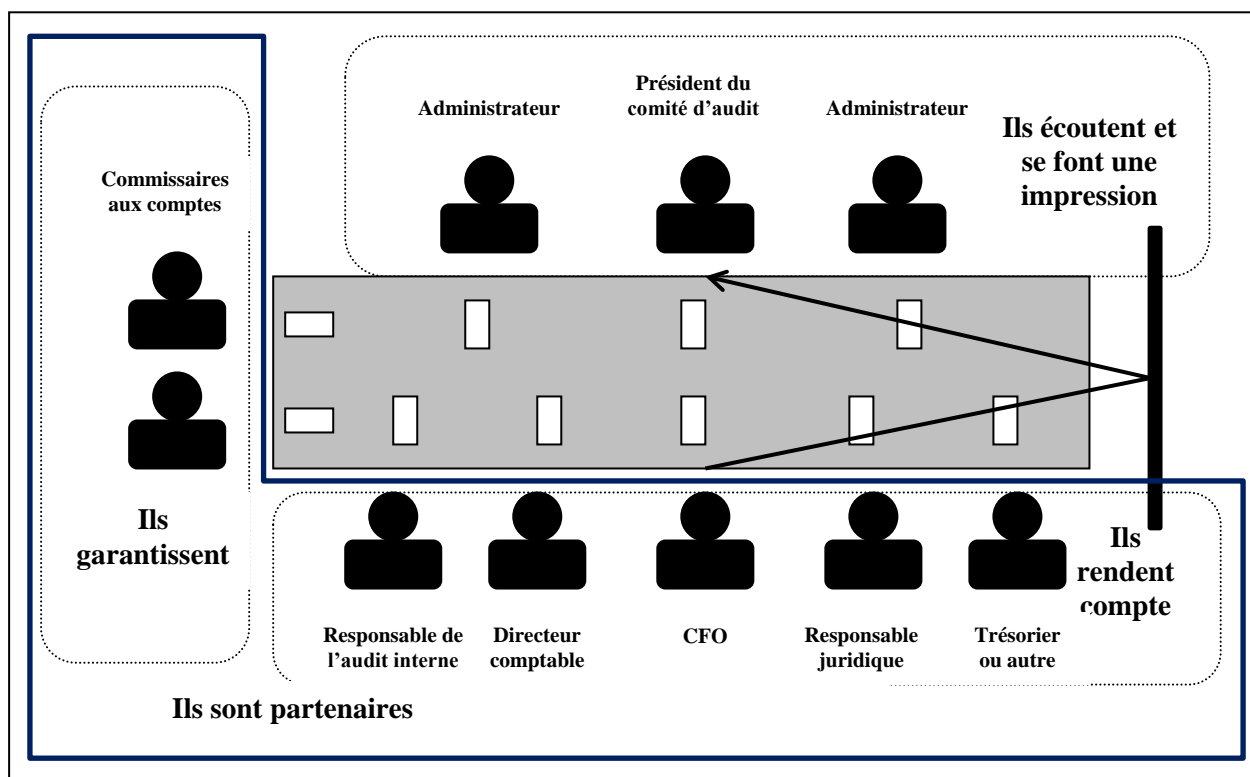 Administrateur
Président du
comité d'audit
Administrateur
Ils écoutent et
se font une
impression
Commissaires
aux comptes
Ils
garantissent
Ils
rendent
compte
Responsable de
l'audit interne
Directeur
comptable
CFO
Responsable
juridique
Trésorier
ou autre
Ils sont partenaires